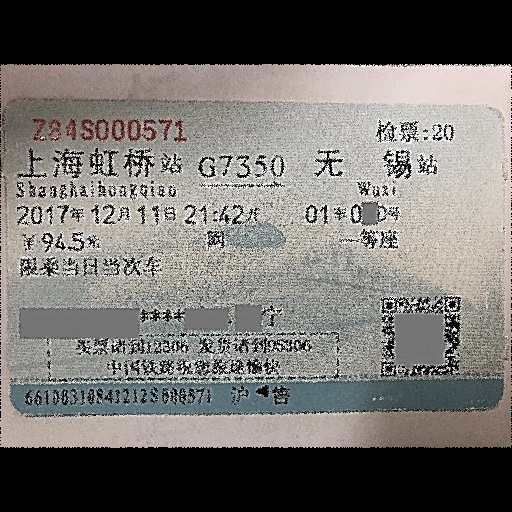 Z84S000571 检票:20
上海虹桥站 G7350 无锡站
Shanghaihongqiao Wuxi
2017年12月11日21:42开 01车0 0号
￥94.5元 网 一等座
限乘当日当次车
****
买票请到12306 发货请到95306
中国铁路祝您旅途愉快
沪 售